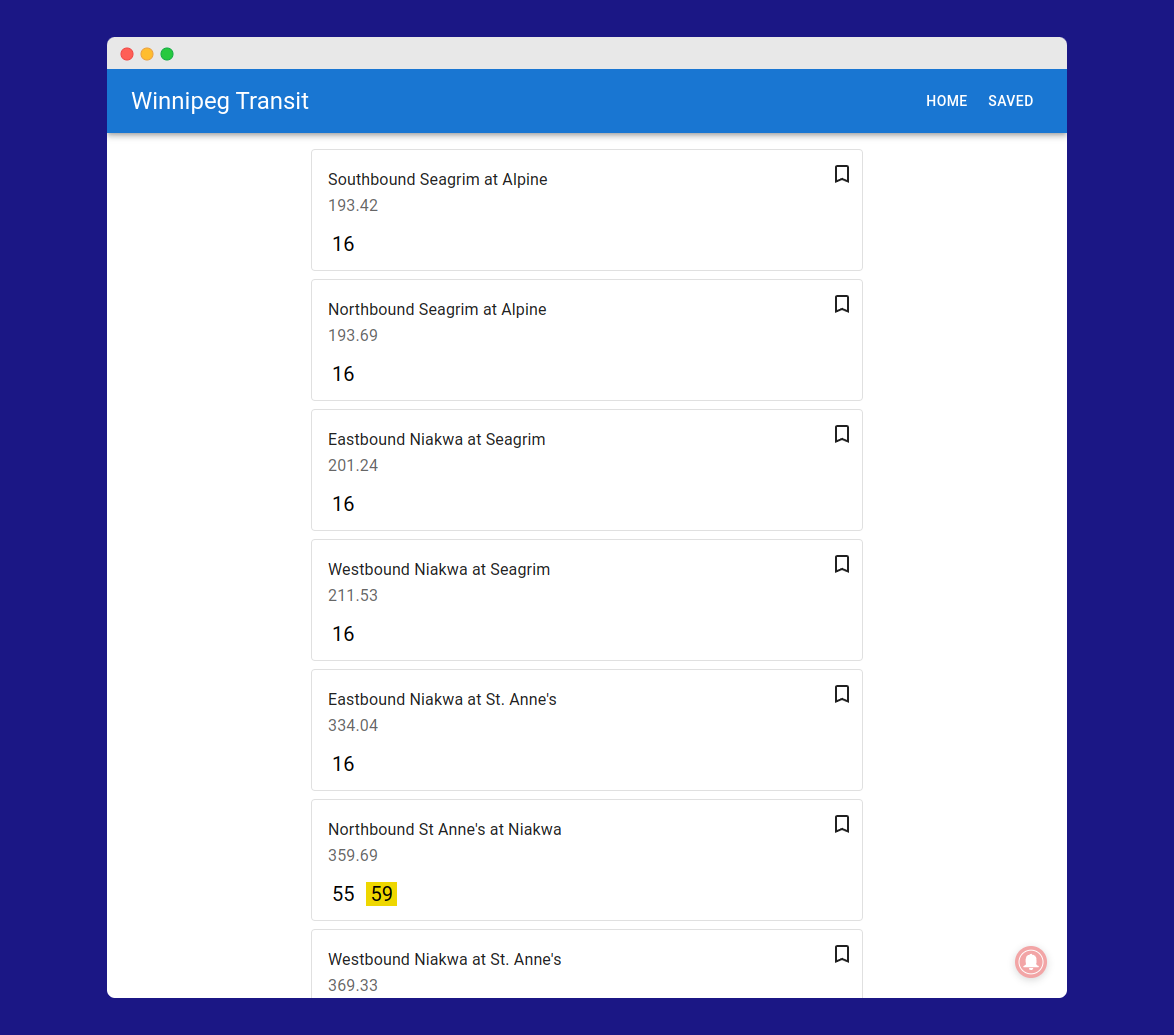 Winnipeg Transit
HOME SAVED
Southbound Seagrim at Alpine
193.42
16
Northbound Seagrim at Alpine
193.69
16
Eastbound Niakwa at Seagrim
201.24
16
Westbound Niakwa at Seagrim
211.53
16
Eastbound Niakwa at St. Anne's
334.04
16
Northbound St Anne's at Niakwa
359.69
55 59
Westbound Niakwa at St. Anne's
369.33